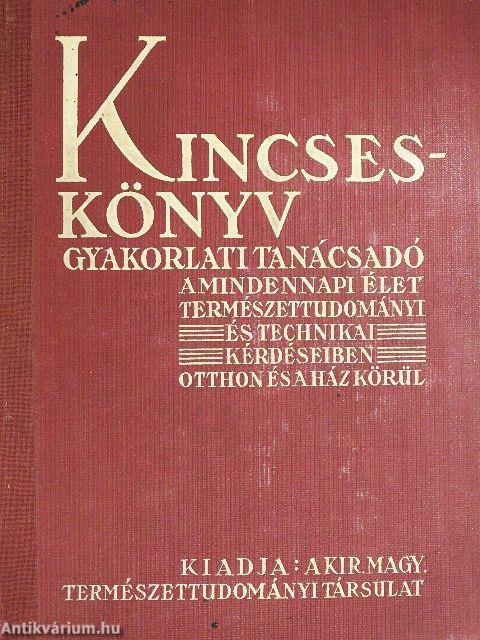 KINCSES-
KÖNYV
GYAKORLATI TANÁCSADÓ
A MINDENNAPI ÉLET
TERMÉSZETTUDOMÁNYI
ÉS TECHNIKAI
KÉRDÉSEIBEN
OTTHON ÉS A HÁZ KÖRÜL
KIADJA: A KIR. MAGY.
TERMÉSZETTUDOMÁNYI TÁRSULAT
Antikvárium.hu